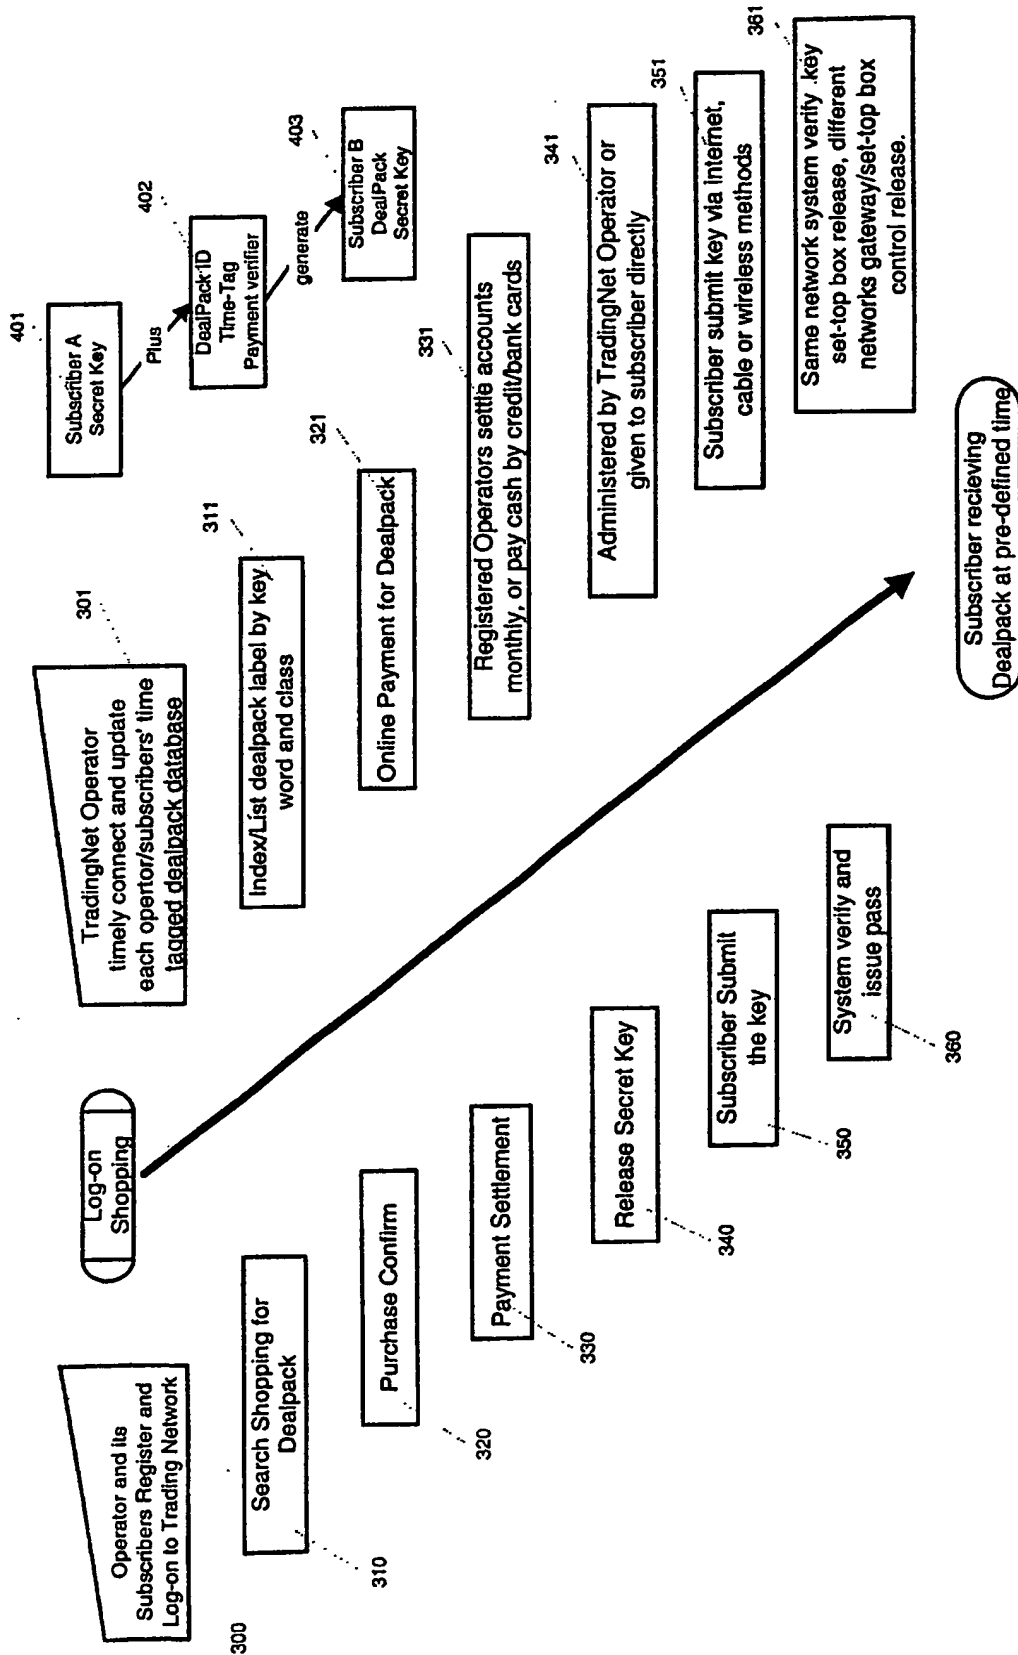 Operator and its
Subscribers Register and
Log-on to Trading Network
300
Log-on
Shopping
TradingNet Operator
timely connect and update
each opertor/subscribers' time
tagged dealpack database
301
Subscriber A
Secret Key
401
Plus
DealPack ID
Time-Tag
Payment verifier
402
generate
Subscriber B
DealPack
Secret Key
403
Search Shopping for
Dealpack
310
Index/List dealpack label by key
word and class
311
Purchase Confirm
320
Online Payment for Dealpack
321
Payment Settlement
330
Registered Operators settle accounts
monthly, or pay cash by credit/bank cards
331
Release Secret Key
340
Administered by TradingNet Operator or
given to subscriber directly
341
Subscriber Submit
the key
350
Subscriber submit key via internet,
cable or wireless methods
351
System verify and
issue pass
360
Same network system verify key
set-top box release, different
networks gateway/set-top box
control release.
361
Subscriber recieving
Dealpack at pre-defined time